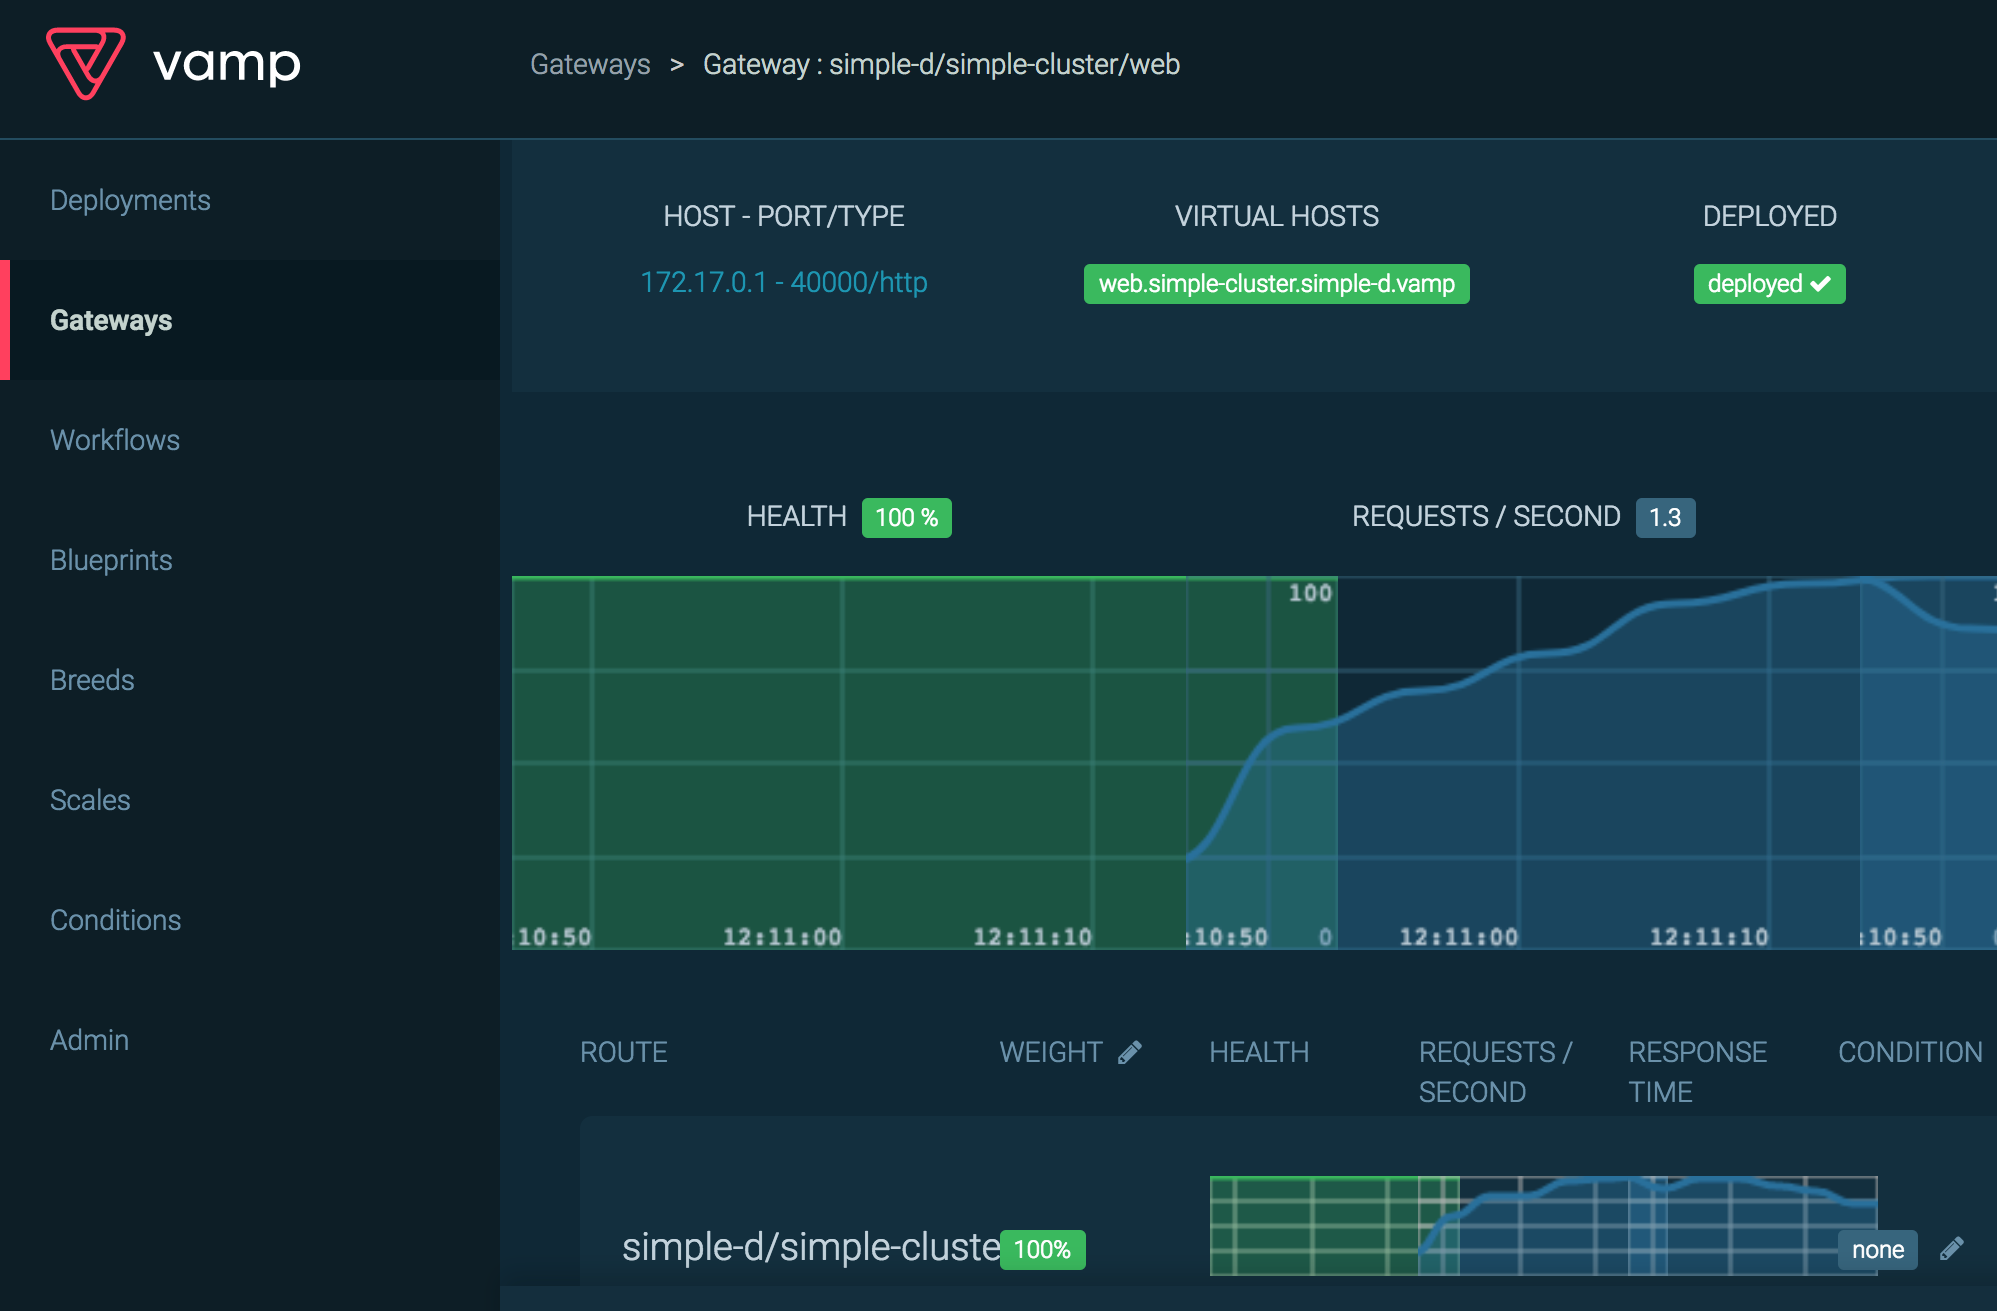 vamp
Gateways > Gateway : simple-d/simple-cluster/web
Deployments
Gateways
Workflows
Blueprints
Breeds
Scales
Conditions
Admin
HOST - PORT/TYPE
172.17.0.1 - 40000/http
VIRTUAL HOSTS
web.simple-cluster.simple-d.vamp
DEPLOYED
deployed
HEALTH 100 %
REQUESTS / SECOND 1.3
100
:10:50 12:11:00 12:11:10 :10:50 0 12:11:00 12:11:10 :10:50
ROUTE WEIGHT HEALTH REQUESTS / SECOND RESPONSE TIME CONDITION
simple-d/simple-cluste 100% none